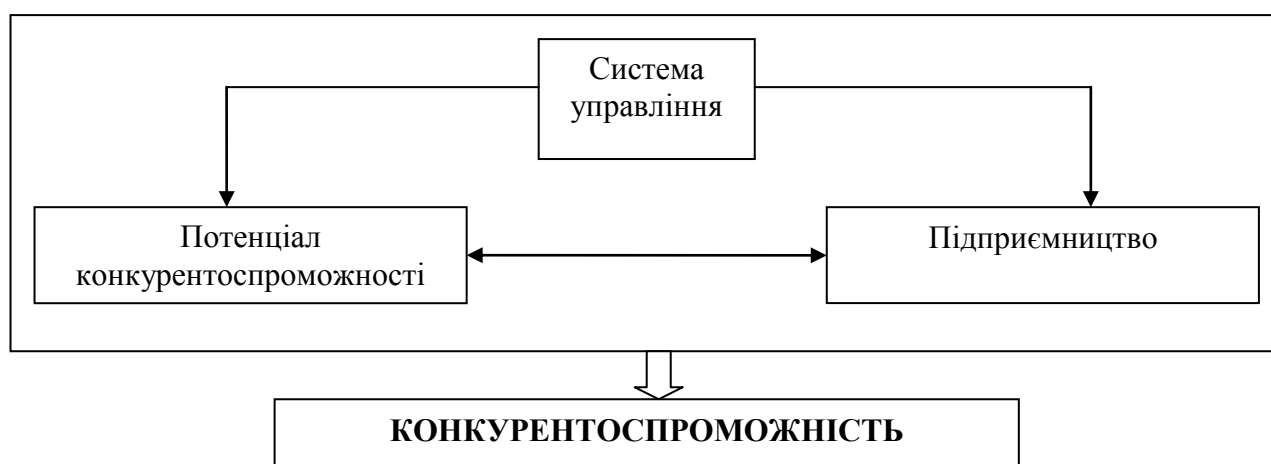 Система
управління
Потенціал
конкурентоспроможності
Підприємництво
КОНКУРЕНТОСПРОМОЖНІСТЬ